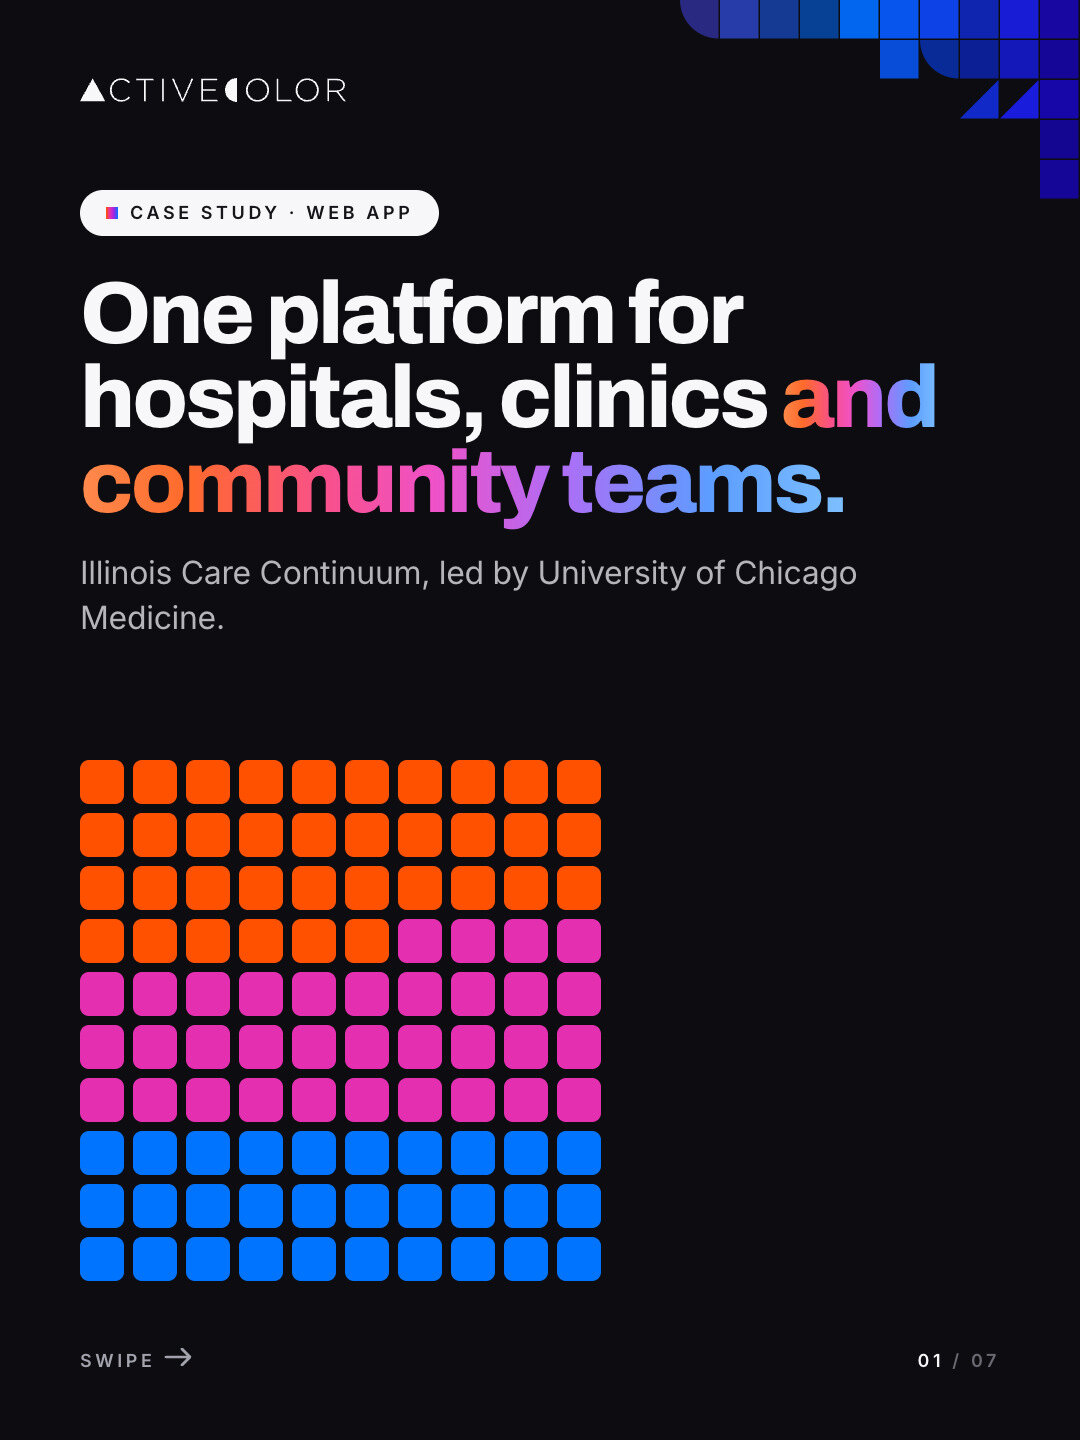 ACTIVECOLOR
CASE STUDY · WEB APP
One platform for
hospitals, clinics and
community teams.
Illinois Care Continuum, led by University of Chicago
Medicine.
SWIPE →
01 / 07